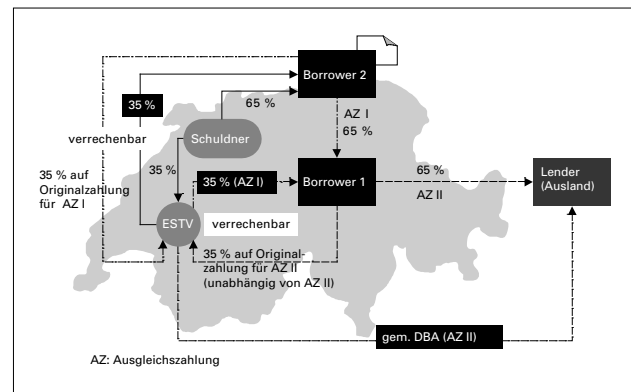 Borrower 2
35 %
65 %
AZ I
65 %
verrechenbar
Schuldner
35 % auf
Originalzahlung
für AZ I
35 %
35 % (AZ I)
Borrower 1
65 %
AZ II
Lender
(Ausland)
ESTV
verrechenbar
35 % auf Original-
zahlung für AZ II
(unabhängig von AZ II)
gem. DBA (AZ II)
AZ: Ausgleichszahlung